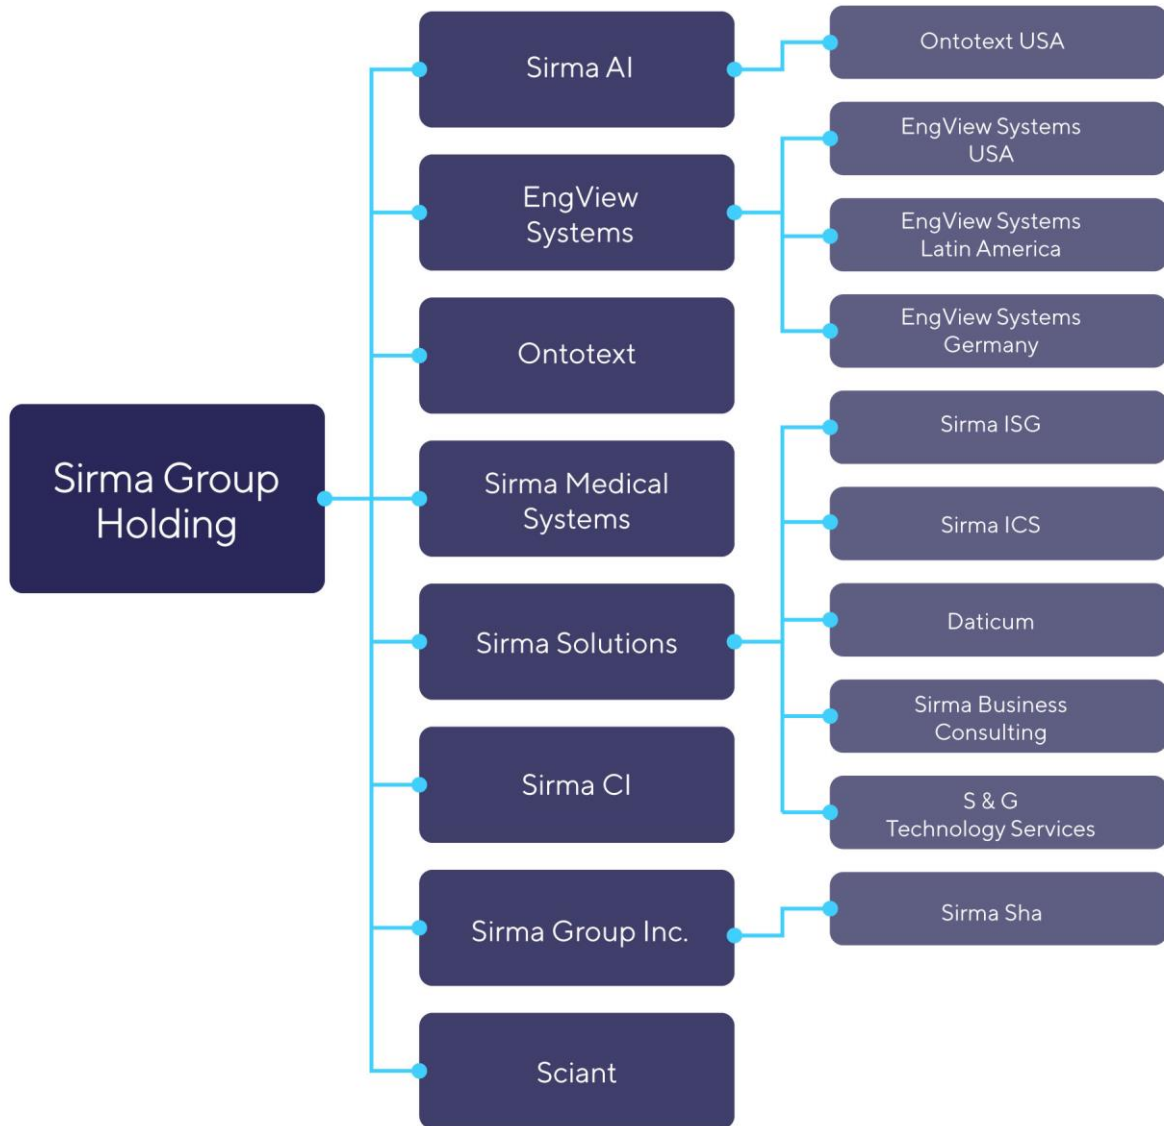 Sirma Group
Holding
Sirma AI
EngView
Systems
Ontotext
Sirma Medical
Systems
Sirma Solutions
Sirma CI
Sirma Group Inc.
Sciant
Ontotext USA
EngView Systems
USA
EngView Systems
Latin America
EngView Systems
Germany
Sirma ISG
Sirma ICS
Daticum
Sirma Business
Consulting
S & G
Technology Services
Sirma Sha